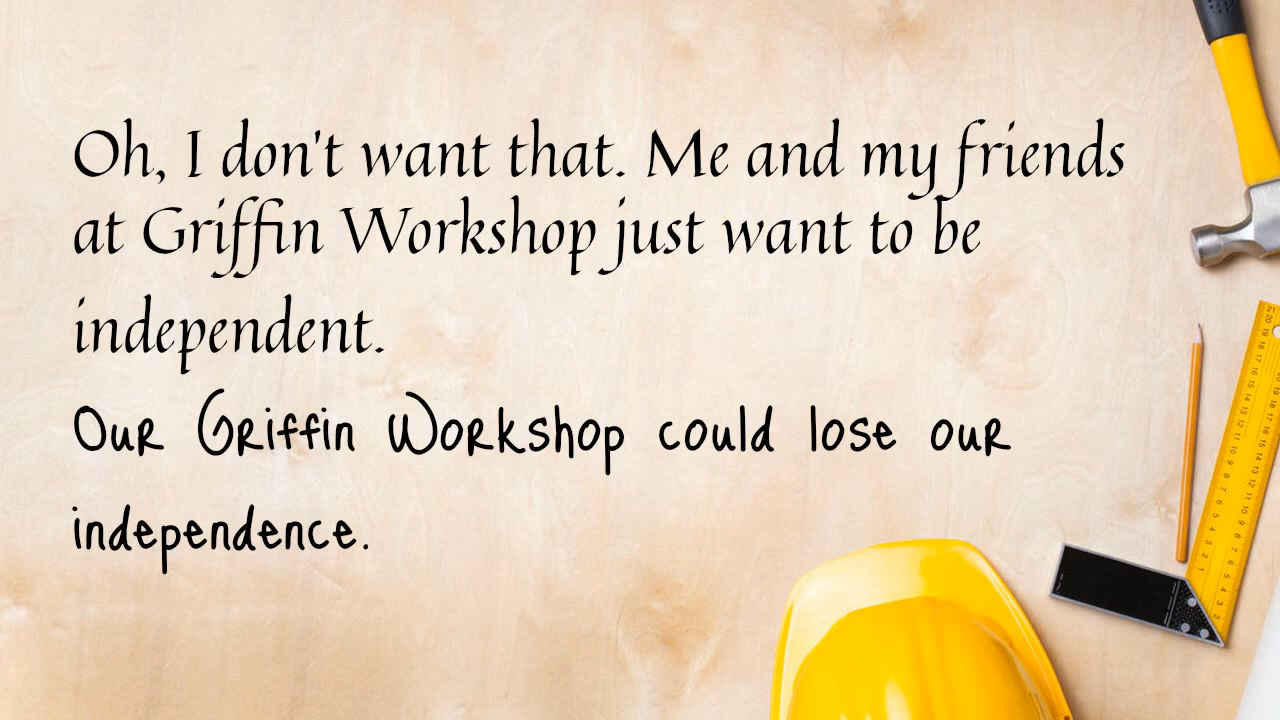 Oh, I don't want that. Me and my friends
at Griffin Workshop just want to be
independent.
Our Griffin Workshop could lose our
independence.